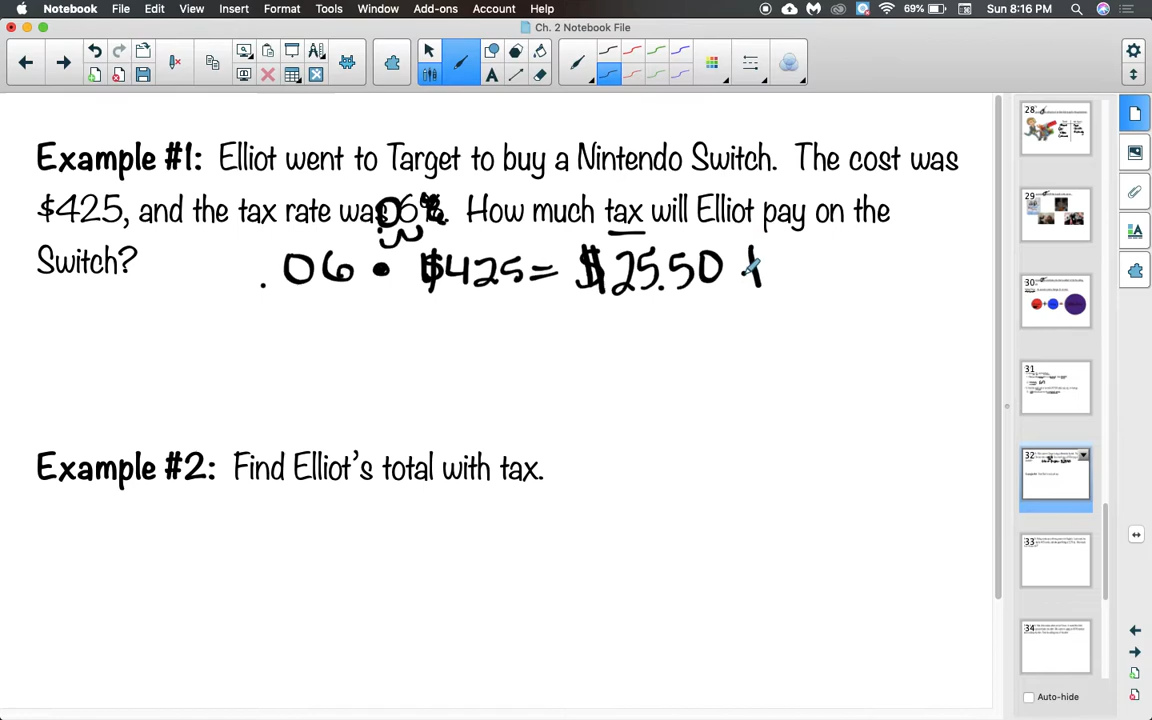 Notebook File Edit View Insert Format Tools Window Add-ons Account Help 69% Sun 8:16 PM
Ch. 2 Notebook File
Example #1: Elliot went to Target to buy a Nintendo Switch. The cost was
$425, and the tax rate was 6%. How much tax will Elliot pay on the
Switch?
.06 • $425 = $25.50
Example #2: Find Elliot's total with tax.
28
29
30
31
32
33
34
Auto-hide